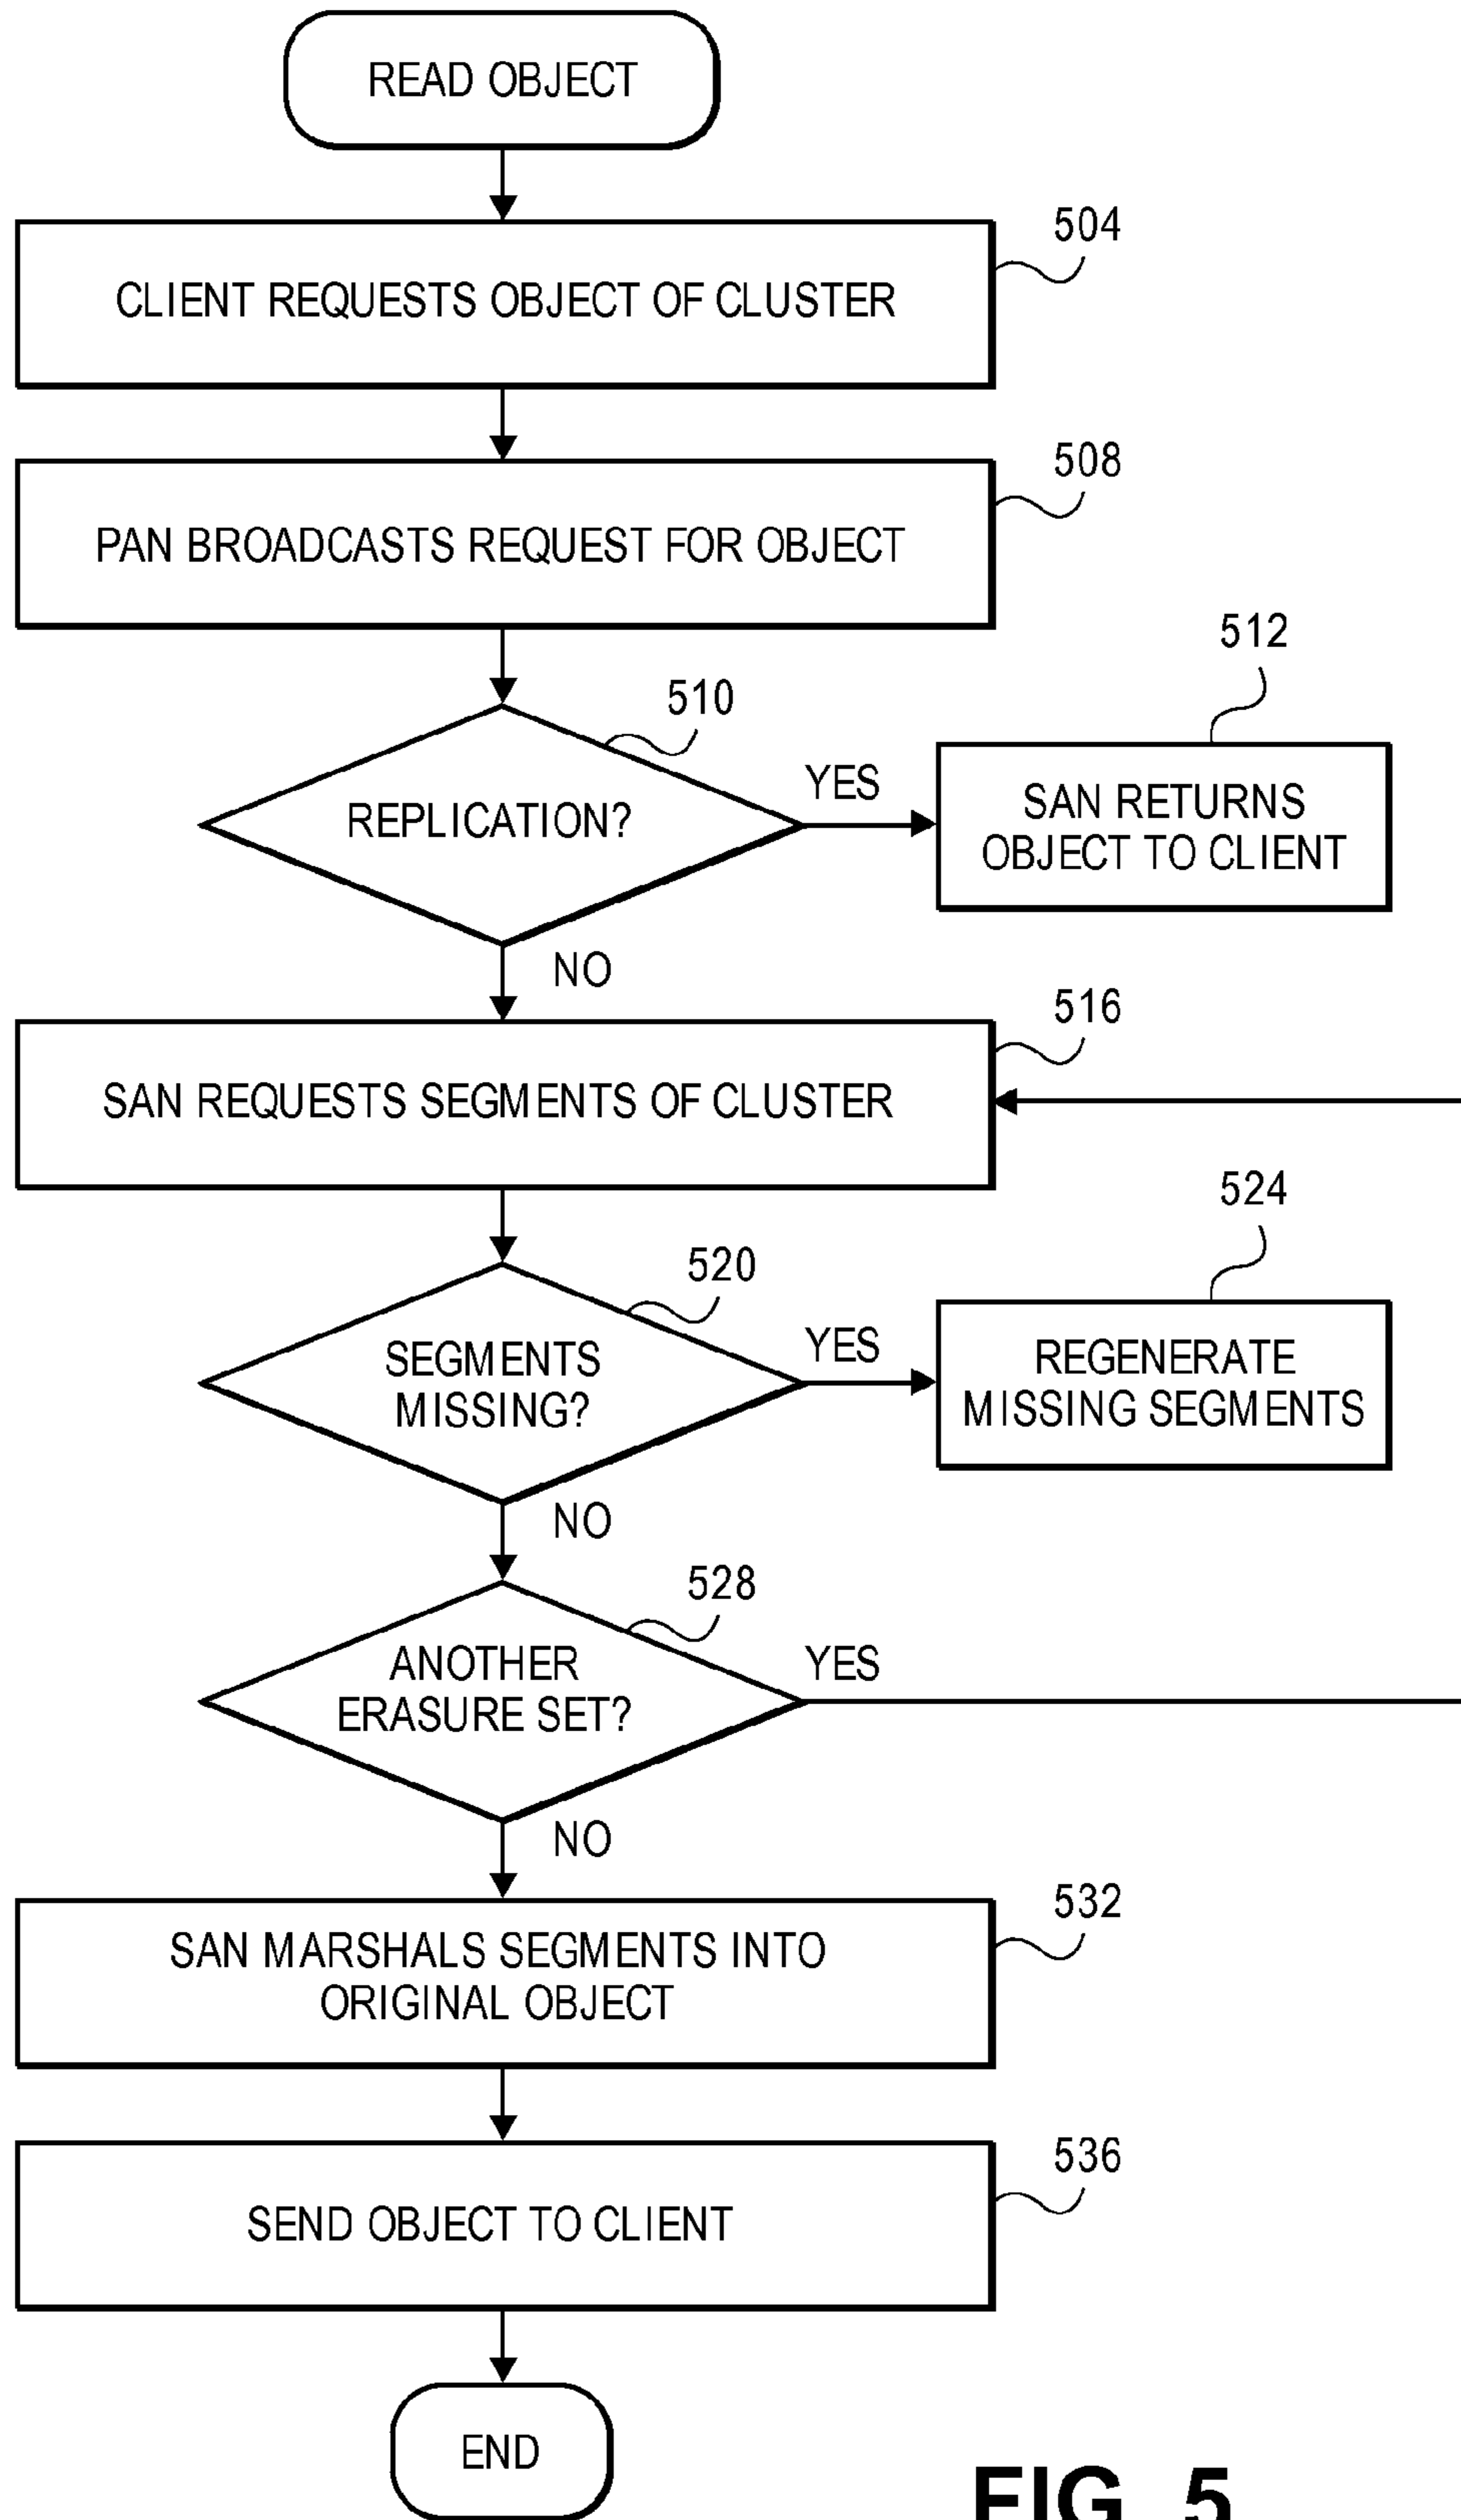 READ OBJECT
504
CLIENT REQUESTS OBJECT OF CLUSTER
508
PAN BROADCASTS REQUEST FOR OBJECT
512
510
YES
REPLICATION?
SAN RETURNS
OBJECT TO CLIENT
NO
516
SAN REQUESTS SEGMENTS OF CLUSTER
524
520
YES
SEGMENTS
MISSING?
REGENERATE
MISSING SEGMENTS
NO
528
YES
ANOTHER
ERASURE SET?
NO
532
SAN MARSHALS SEGMENTS INTO
ORIGINAL OBJECT
536
SEND OBJECT TO CLIENT
END
FIG. 5